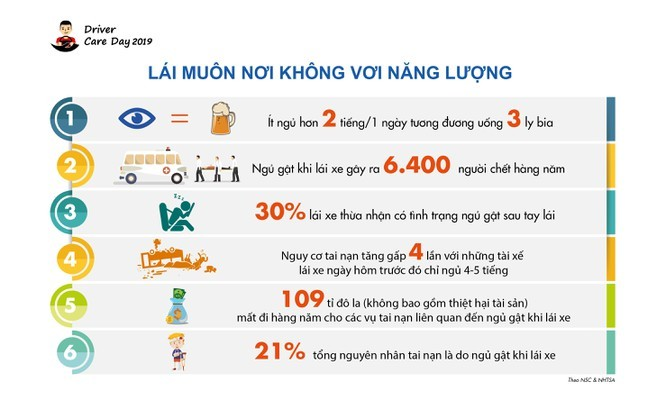 Driver
Care Day 2019
LÁI MUÔN NƠI KHÔNG VƠI NĂNG LƯỢNG
1
Ít ngủ hơn 2 tiếng/1 ngày tương đương uống 3 ly bia
2
Ngủ gật khi lái xe gây ra 6.400 người chết hàng năm
3
30% lái xe thừa nhận có tình trạng ngủ gật sau tay lái
4
Nguy cơ tai nạn tăng gấp 4 lần với những tài xế
lái xe ngày hôm trước đó chỉ ngủ 4-5 tiếng
5
109 tỉ đô la (không bao gồm thiệt hại tài sản)
mất đi hàng năm cho các vụ tai nạn liên quan đến ngủ gật khi lái xe
6
21% tổng nguyên nhân tai nạn là do ngủ gật khi lái xe
Theo NSC & NHTSA